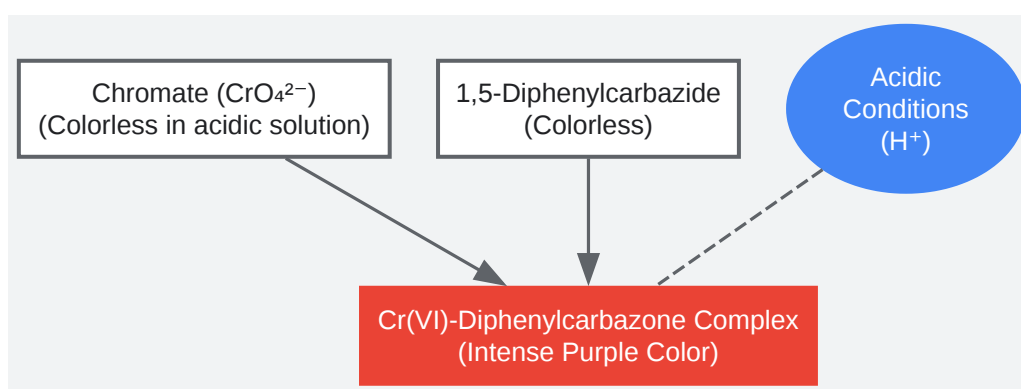 Chromate (CrO₄²⁻)
(Colorless in acidic solution)
1,5-Diphenylcarbazide
(Colorless)
Acidic
Conditions
(H⁺)
Cr(VI)-Diphenylcarbazone Complex
(Intense Purple Color)